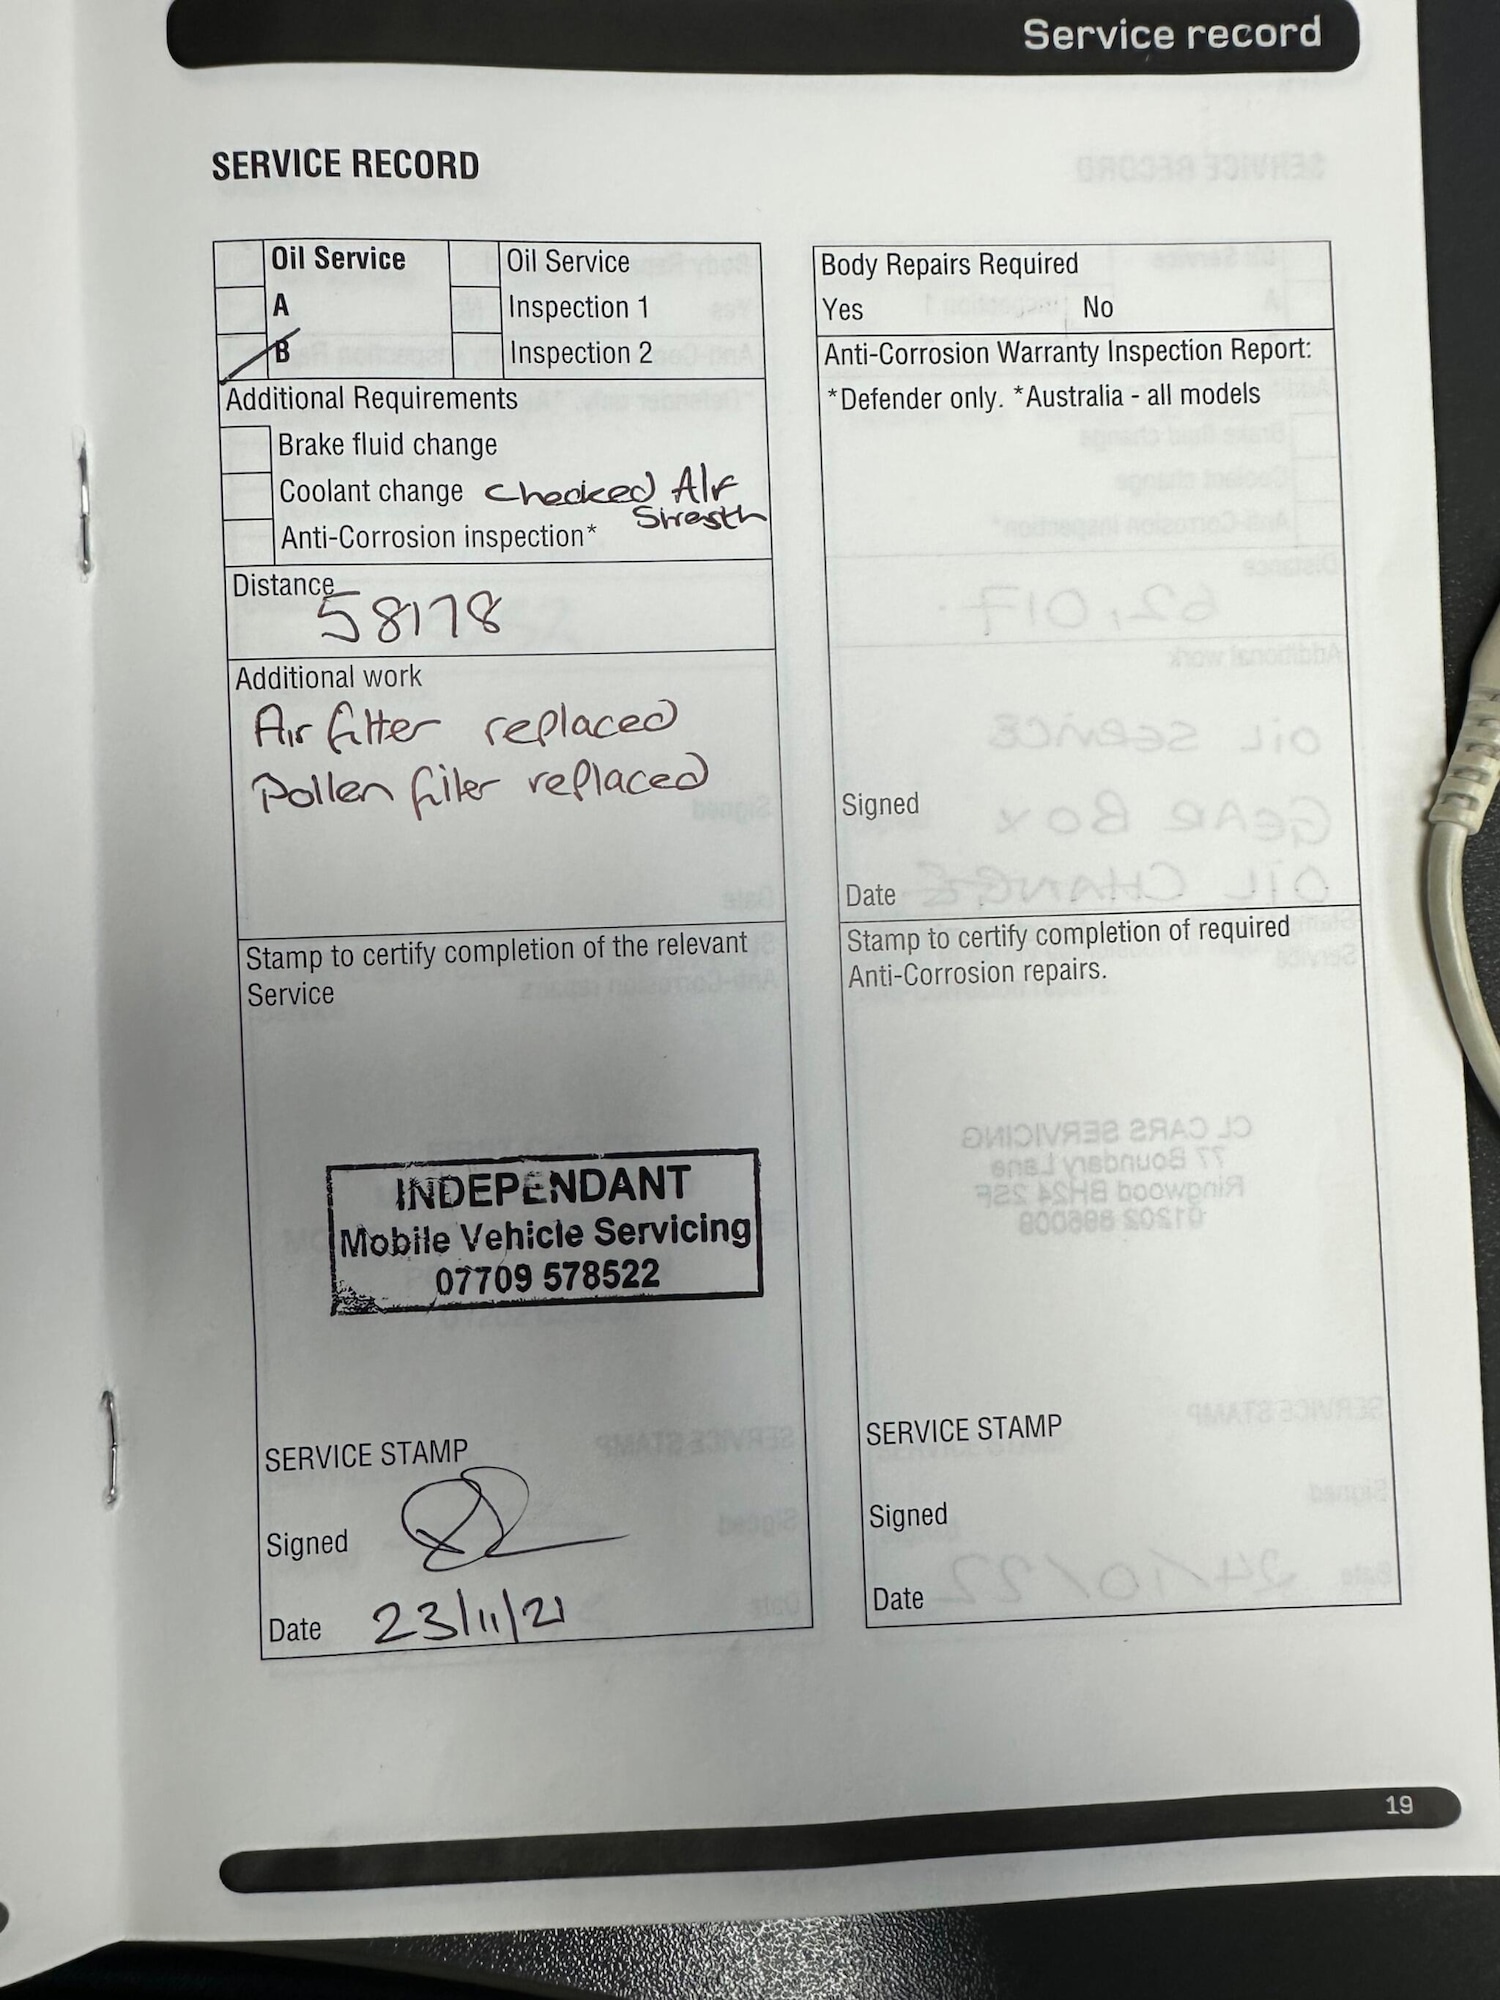 Service record
SERVICE RECORD
Oil Service
A
B
Oil Service
Inspection 1
Inspection 2
Additional Requirements
Brake fluid change
Coolant change checked A/F
Anti-Corrosion inspection*
Distance
58178
Additional work
Air filter replaced
Pollen filter replaced
Stamp to certify completion of the relevant
Service
INDEPENDANT
Mobile Vehicle Servicing
07709 578522
SERVICE STAMP
Signed
Date 23/11/21
Body Repairs Required
Yes No
Anti-Corrosion Warranty Inspection Report:
*Defender only. *Australia - all models
Signed
Date
Stamp to certify completion of required
Anti-Corrosion repairs.
SERVICE STAMP
Signed
Date
19